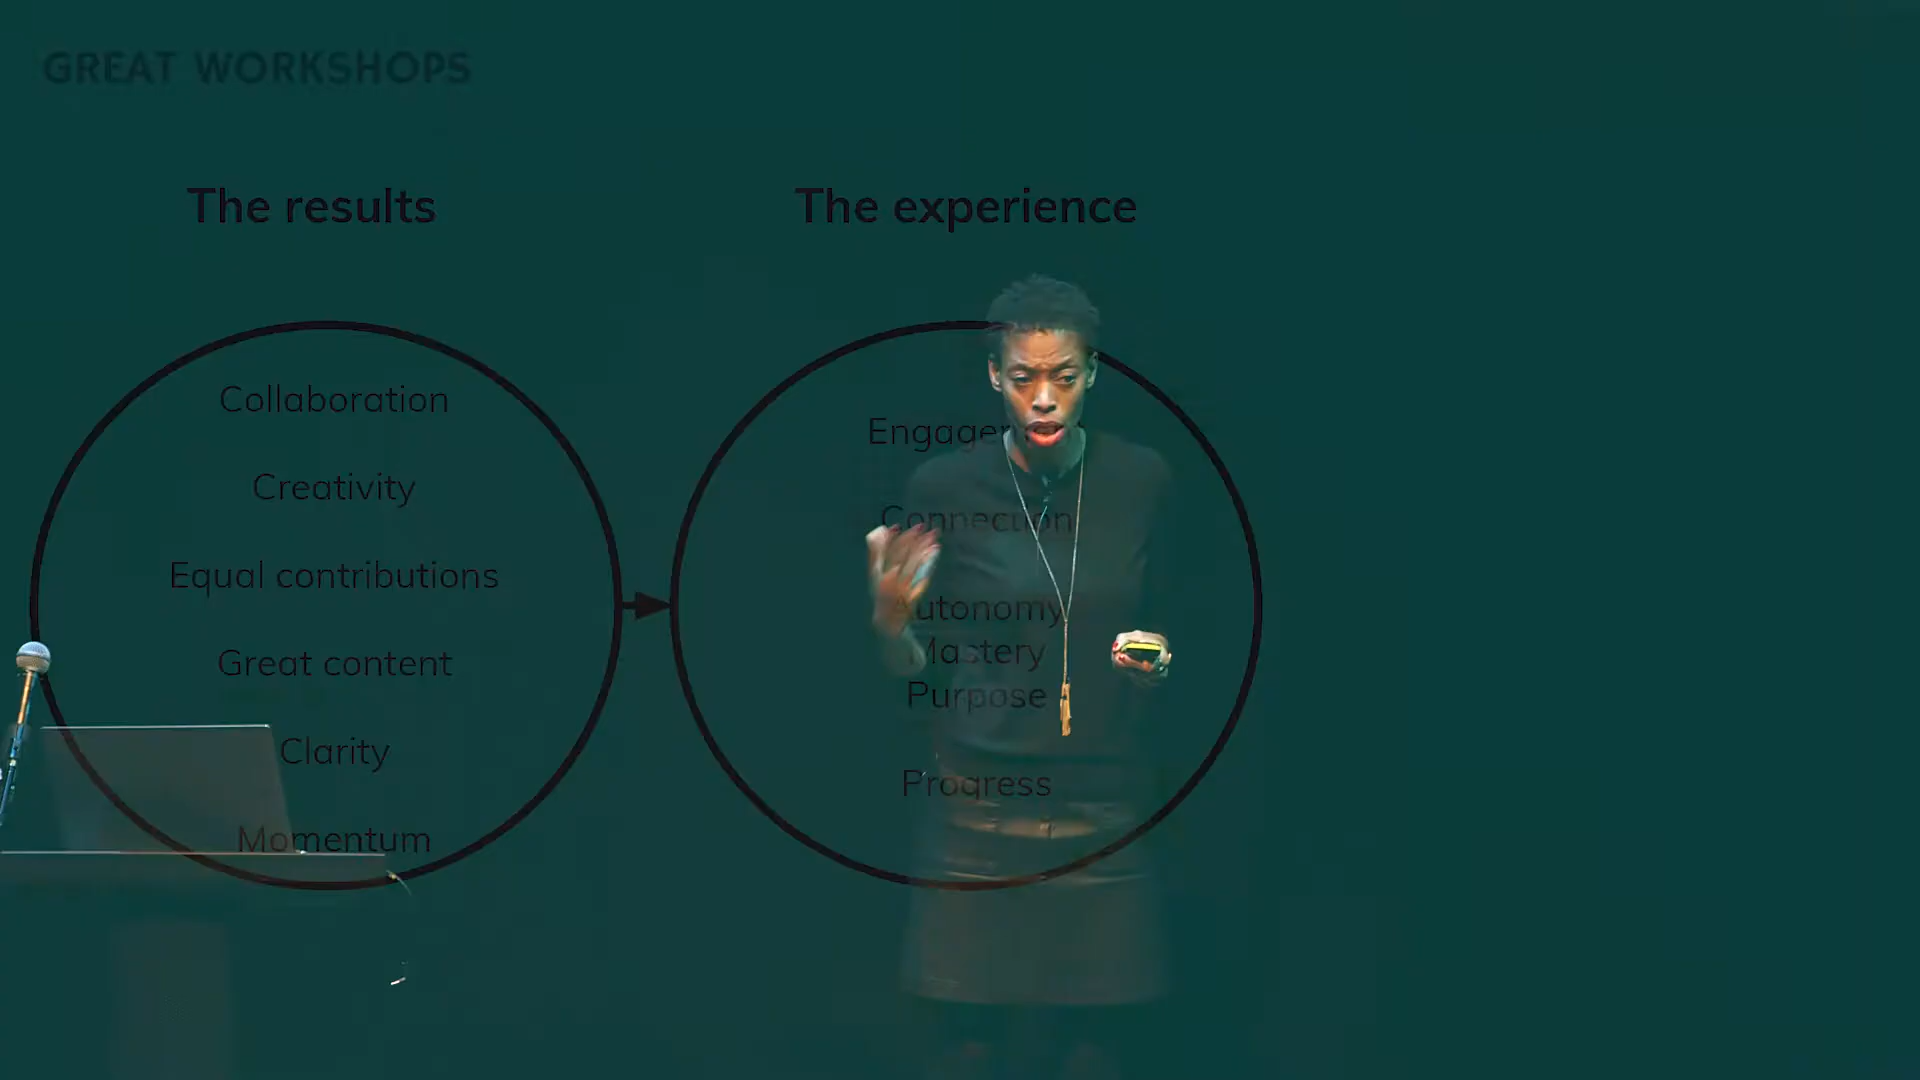 GREAT WORKSHOPS
The results
The experience
Collaboration
Creativity
Equal contributions
Great content
Clarity
Momentum
Connection
Autonomy
Mastery
Purpose
Progress